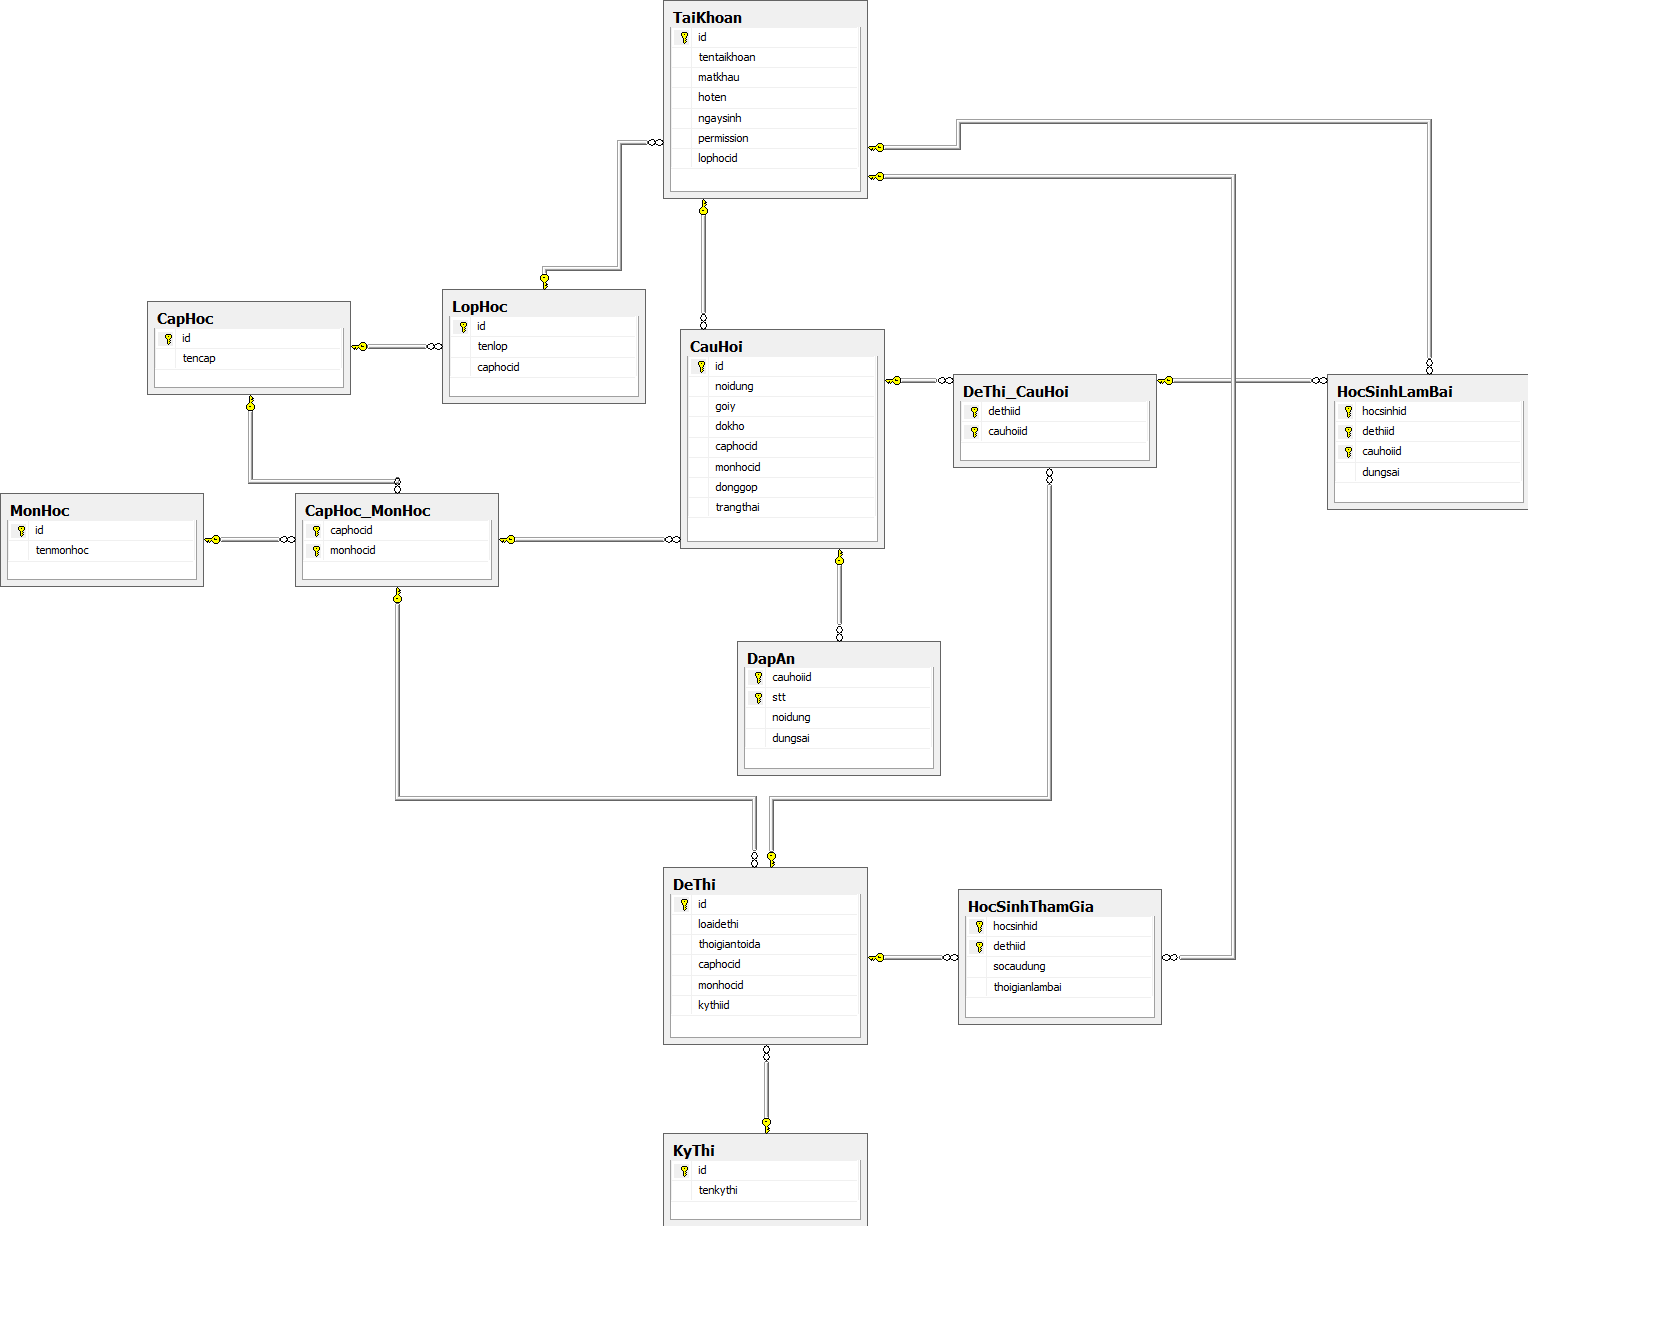 TaiKhoan
id
tentaikhoan
matkhau
hoten
ngaysinh
permission
lophocid
CapHoc
id
tencap
LopHoc
id
tenlop
caphocid
CauHoi
id
noidung
goiy
dokho
caphocid
monhocid
donggop
trangthai
DeThi_CauHoi
dethiid
cauhoiid
HocSinhLamBai
hocsinhid
dethiid
cauhoiid
dungsai
MonHoc
id
tenmonhoc
CapHoc_MonHoc
caphocid
monhocid
DapAn
cauhoiid
stt
noidung
dungsai
DeThi
id
loaidethi
thoigiantoida
caphocid
monhocid
kythiid
HocSinhThamGia
hocsinhid
dethiid
socaudung
thoigianlambai
KyThi
id
tenkythi